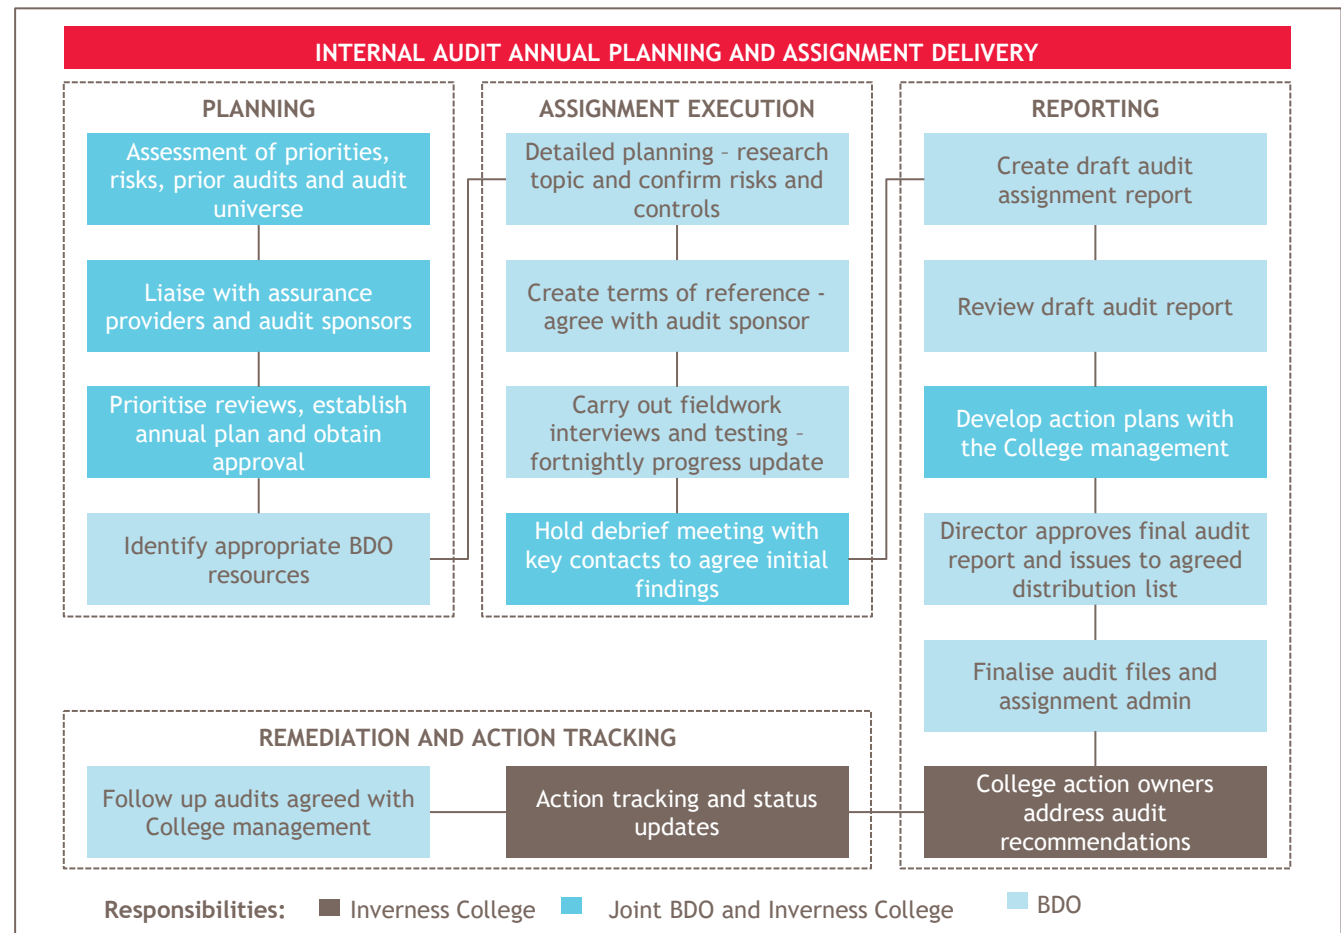 INTERNAL AUDIT ANNUAL PLANNING AND ASSIGNMENT DELIVERY
PLANNING
Assessment of priorities,
risks, prior audits and audit
universe
Liaise with assurance
providers and audit sponsors
Prioritise reviews, establish
annual plan and obtain
approval
Identify appropriate BDO
resources
ASSIGNMENT EXECUTION
Detailed planning – research
topic and confirm risks and
controls
Create terms of reference -
agree with audit sponsor
Carry out fieldwork
interviews and testing –
fortnightly progress update
Hold debrief meeting with
key contacts to agree initial
findings
REPORTING
Create draft audit
assignment report
Review draft audit report
Develop action plans with
the College management
Director approves final audit
report and issues to agreed
distribution list
Finalise audit files and
assignment admin
College action owners
address audit
recommendations
REMEDIATION AND ACTION TRACKING
Follow up audits agreed with
College management
Action tracking and status
updates
Responsibilities: Inverness College Joint BDO and Inverness College BDO